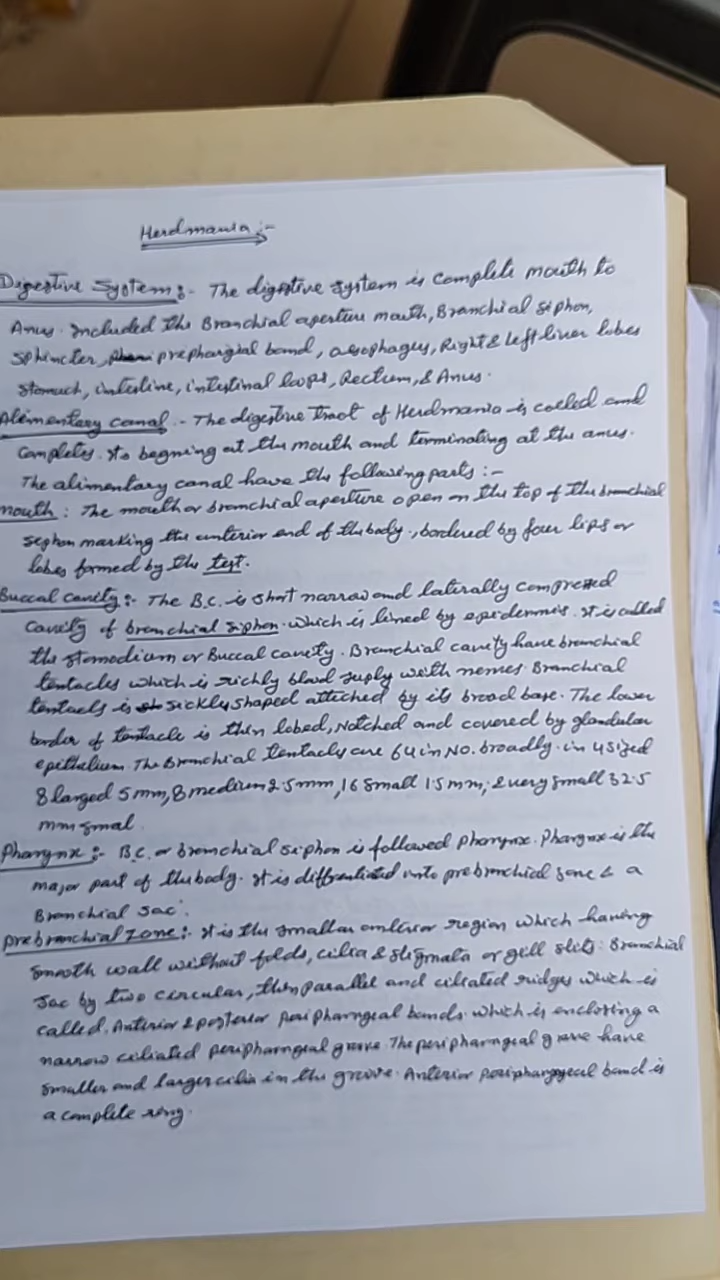 Herdmania :-
Digestive System :- The digestive system is complete mouth to
Anus. Included the Branchial aperture mouth, Branchial siphon,
Sphincter, prephargial band, aesophagus, Right & Left liver lobes
Stomach, intestine, intestinal loops, Rectum, & Anus.
Alimentary canal :- The digestive tract of Herdmania is coiled and
Complete. Its begning at the mouth and terminating at the anus.
The alimentary canal have the following parts :-
mouth : The mouth or branchial aperture open on the top of the branchial
sephon marking the anterior end of the body, bordered by four lips or
lobes formed by the test.
Buccal cavity :- The B.C. is short narrow and laterally compressed
Cavity of branchial siphon. which is lined by epidermis. It is called
the stomodium or Buccal cavity. Branchial cavity have branchial
tentacles which is richly blood suply with nerves. Branchial
tentacls is sickly shaped attached by its broad base. The lower
border of tentacle is thin lobed, Notched and covered by glandular
epithelium. The Branchial tentacls are 64 in No. broadly in 4 sized
8 larged 5 mm, 8 medium 2.5mm, 16 small 1.5 mm, & very small 32.5
mm smal.
Pharynx :- B.C. or branchial siphon is followed Pharynx. Pharynx is the
major part of the body. It is diffrentiated into prebranchial zone & a
Branchial sac.
prebranchial zone :- It is the smaller anterior region which having
smooth wall without folds, cilia & stigmata or gill slits. Branchial
Sac by two circular, thin parallel and ciliated ridges which is
called. Anterior & posterior peripharngeal bands. which is enclosing a
narrow ciliated peripharngeal groove. The peripharngeal groove have
smaller and larger cilia in the groove. Anterior peripharyngeal band is
a complete ring.